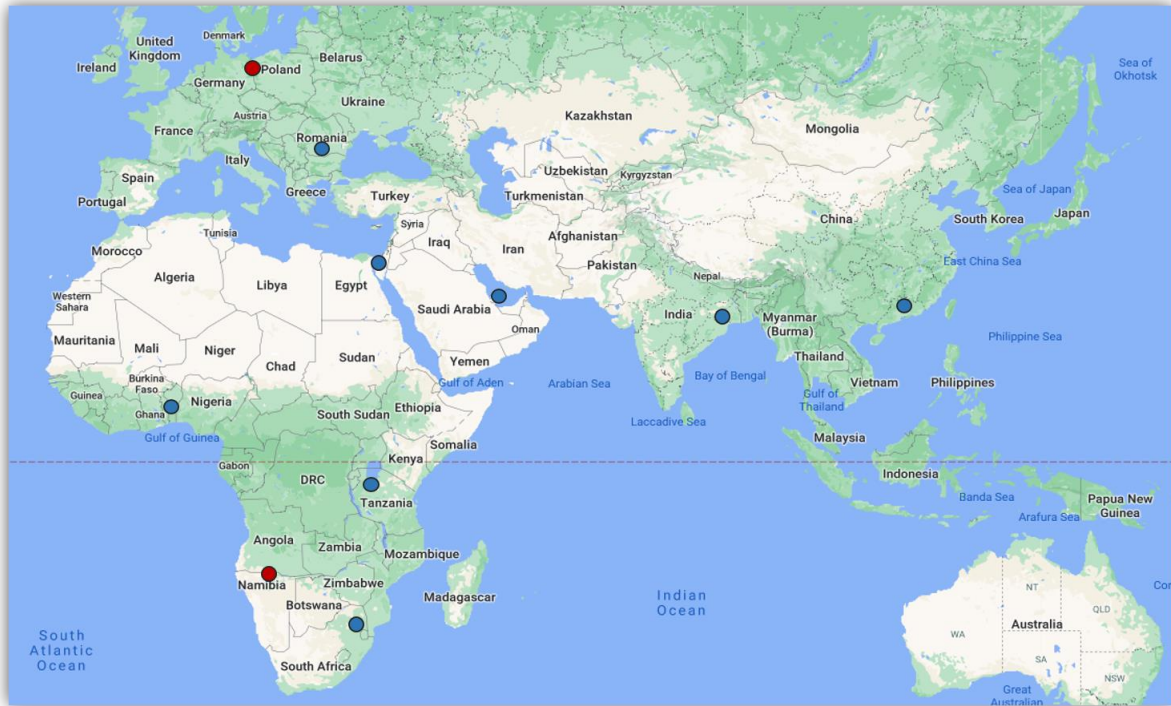 Denmark
United
Kingdom
Ireland
Belarus
Poland
Germany
Ukraine
Austria
France
Romania
Italy
Spain
Portugal
Greece
Turkey
Kazakhstan
Mongolia
Sea of
Okhotsk
Uzbekistan
Kyrgyzstan
Turkmenistan
Sea of Japan
China
South Korea
Japan
Syria
Tunisia
Iraq
Iran
Afghanistan
Morocco
East China Sea
Pakistan
Nepal
Algeria
Libya
Egypt
Western
Sahara
Saudi Arabia
India
Myanmar
(Burma)
Oman
Mauritania
Mali
Niger
Chad
Sudan
Yemen
Thailand
Philippine Sea
Burkina
Faso
Gulf of Aden
Arabian Sea
Bay of Bengal
Vietnam
Philippines
Guinea
Ghana
Nigeria
South Sudan
Ethiopia
Gulf of
Thailand
Laccadive Sea
Gulf of Guinea
Somalia
Malaysia
Kenya
Gabon
DRC
Indonesia
Tanzania
Banda Sea
Papua New
Guinea
Arafura Sea
Angola
Zambia
Mozambique
Namibia
Zimbabwe
Botswana
Madagascar
Indian
Ocean
NT
Con
QLD
Australia
WA
South
Atlantic
Ocean
South Africa
SA
NSW
Great
Australian